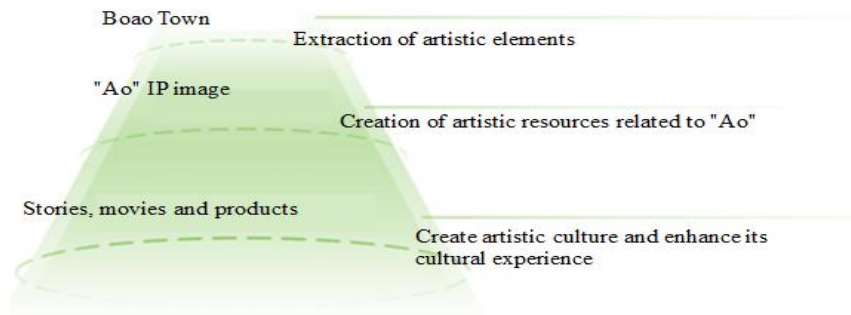 Boao Town
Extraction of artistic elements
"Ao" IP image
Creation of artistic resources related to "Ao"
Stories, movies and products
Create artistic culture and enhance its
cultural experience